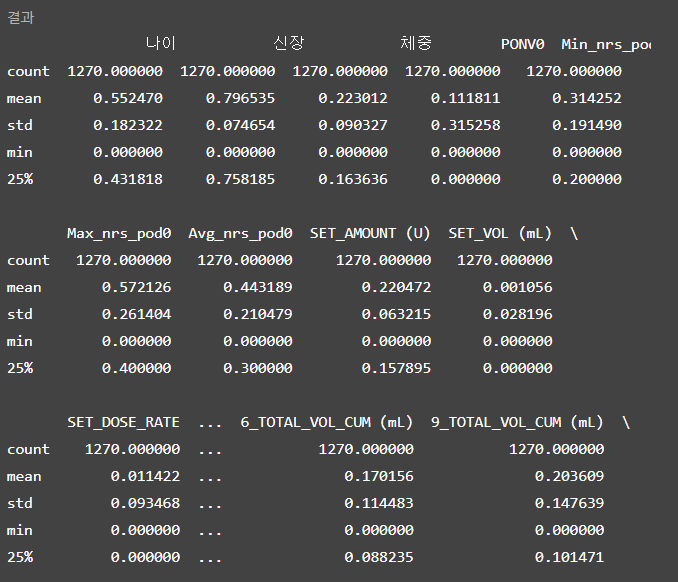 결과
나이 신장 체중 PONV0 Min_nrs_pod
count 1270.000000 1270.000000 1270.000000 1270.000000 1270.000000
mean 0.552470 0.796535 0.223012 0.111811 0.314252
std 0.182322 0.074654 0.090327 0.315258 0.191490
min 0.000000 0.000000 0.000000 0.000000 0.000000
25% 0.431818 0.758185 0.163636 0.000000 0.200000
Max_nrs_pod0 Avg_nrs_pod0 SET_AMOUNT (U) SET_VOL (mL) \
count 1270.000000 1270.000000 1270.000000 1270.000000
mean 0.572126 0.443189 0.220472 0.001056
std 0.261404 0.210479 0.063215 0.028196
min 0.000000 0.000000 0.000000 0.000000
25% 0.400000 0.300000 0.157895 0.000000
SET_DOSE_RATE ... 6_TOTAL_VOL_CUM (mL) 9_TOTAL_VOL_CUM (mL) \
count 1270.000000 ... 1270.000000 1270.000000
mean 0.011422 ... 0.170156 0.203609
std 0.093468 ... 0.114483 0.147639
min 0.000000 ... 0.000000 0.000000
25% 0.000000 ... 0.088235 0.101471